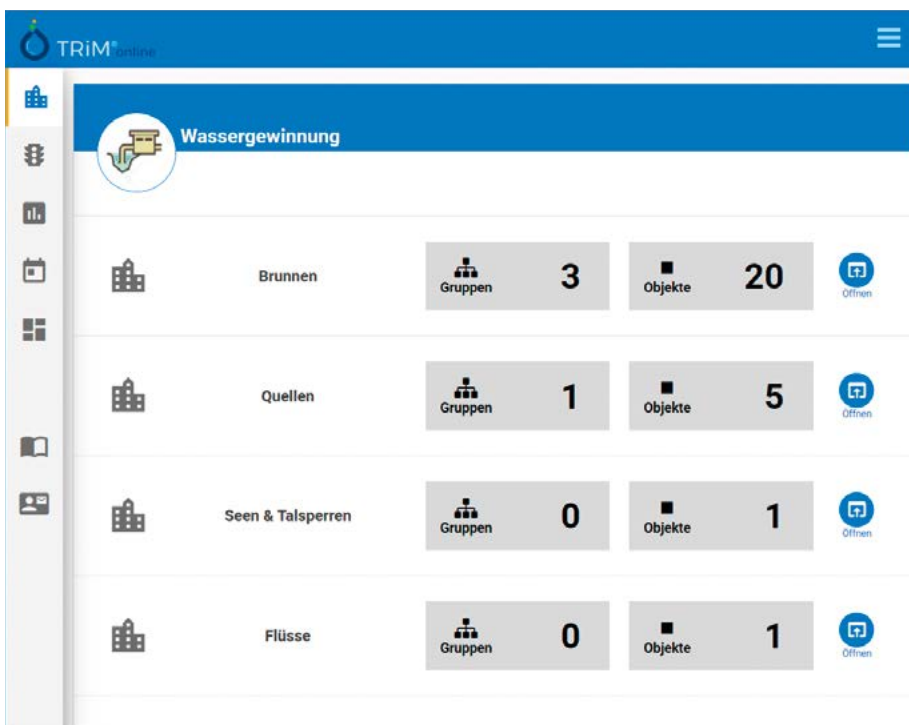 TRiM® online
Wassergewinnung
Brunnen
Gruppen 3
Objekte 20
Öffnen
Quellen
Gruppen 1
Objekte 5
Öffnen
Seen & Talsperren
Gruppen 0
Objekte 1
Öffnen
Flüsse
Gruppen 0
Objekte 1
Öffnen